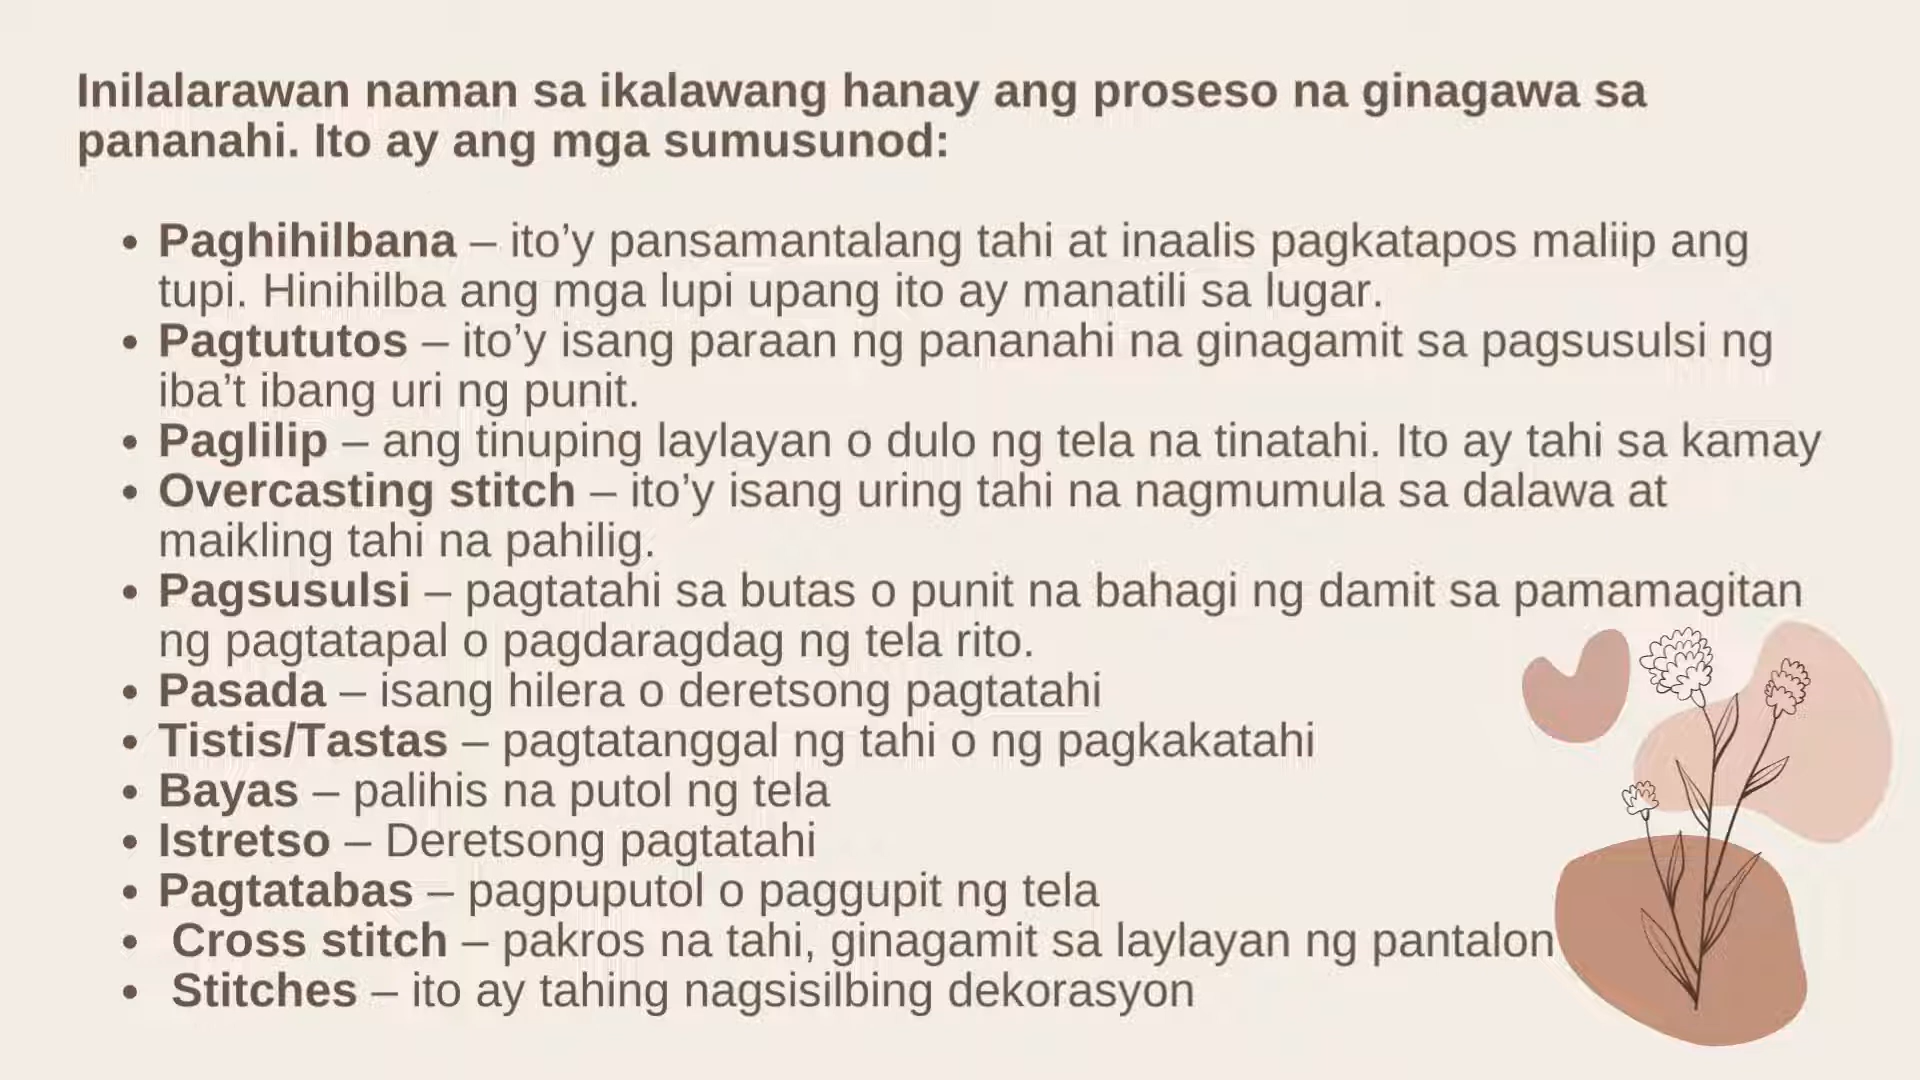 Inilalarawan naman sa ikalawang hanay ang proseso na ginagawa sa
pananahi. Ito ay ang mga sumusunod:
• Paghihilbana – ito’y pansamantalang tahi at inaalis pagkatapos maliip ang
tupi. Hinihilba ang mga lupi upang ito ay manatili sa lugar.
• Pagtututos – ito’y isang paraan ng pananahi na ginagamit sa pagsusulsi ng
iba’t ibang uri ng punit.
• Paglilip – ang tinuping laylayan o dulo ng tela na tinatahi. Ito ay tahi sa kamay
• Overcasting stitch – ito’y isang uring tahi na nagmumula sa dalawa at
maikling tahi na pahilig.
• Pagsusulsi – pagtatahi sa butas o punit na bahagi ng damit sa pamamagitan
ng pagtatapal o pagdaragdag ng tela rito.
• Pasada – isang hilera o deretsong pagtatahi
• Tistis/Tastas – pagtatanggal ng tahi o ng pagkakatahi
• Bayas – palihis na putol ng tela
• Istretso – Deretsong pagtatahi
• Pagtatabas – pagpuputol o paggupit ng tela
• Cross stitch – pakros na tahi, ginagamit sa laylayan ng pantalon
• Stitches – ito ay tahing nagsisilbing dekorasyon